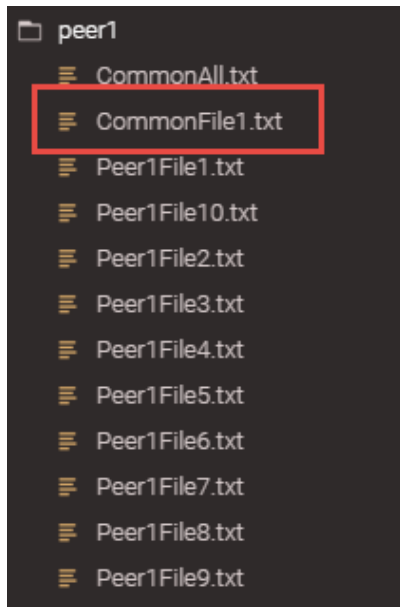 peer1
CommonAll.txt
CommonFile1.txt
Peer1File1.txt
Peer1File10.txt
Peer1File2.txt
Peer1File3.txt
Peer1File4.txt
Peer1File5.txt
Peer1File6.txt
Peer1File7.txt
Peer1File8.txt
Peer1File9.txt